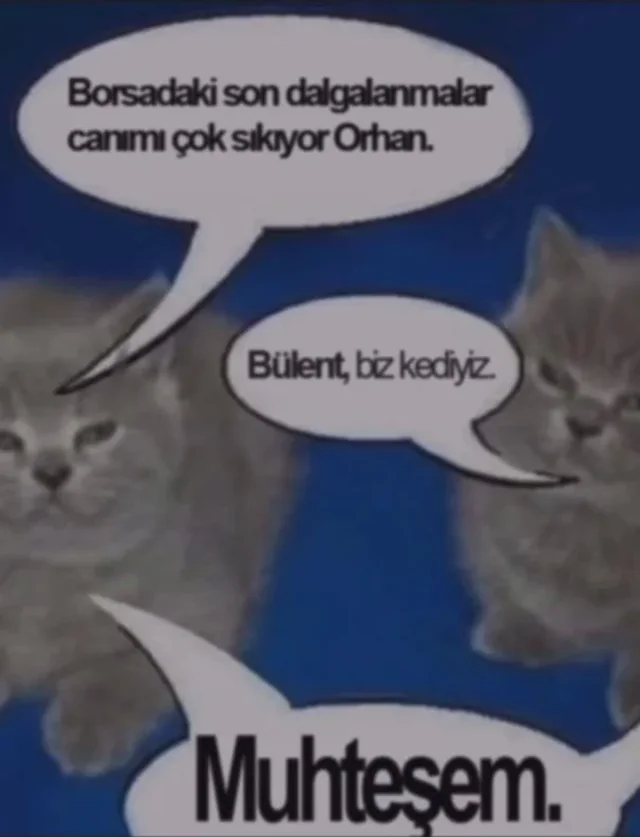 Borsadaki son dalgalanmalar
canımı çok sıkıyor Orhan.
Bülent, biz kediyiz.
Muhteşem.